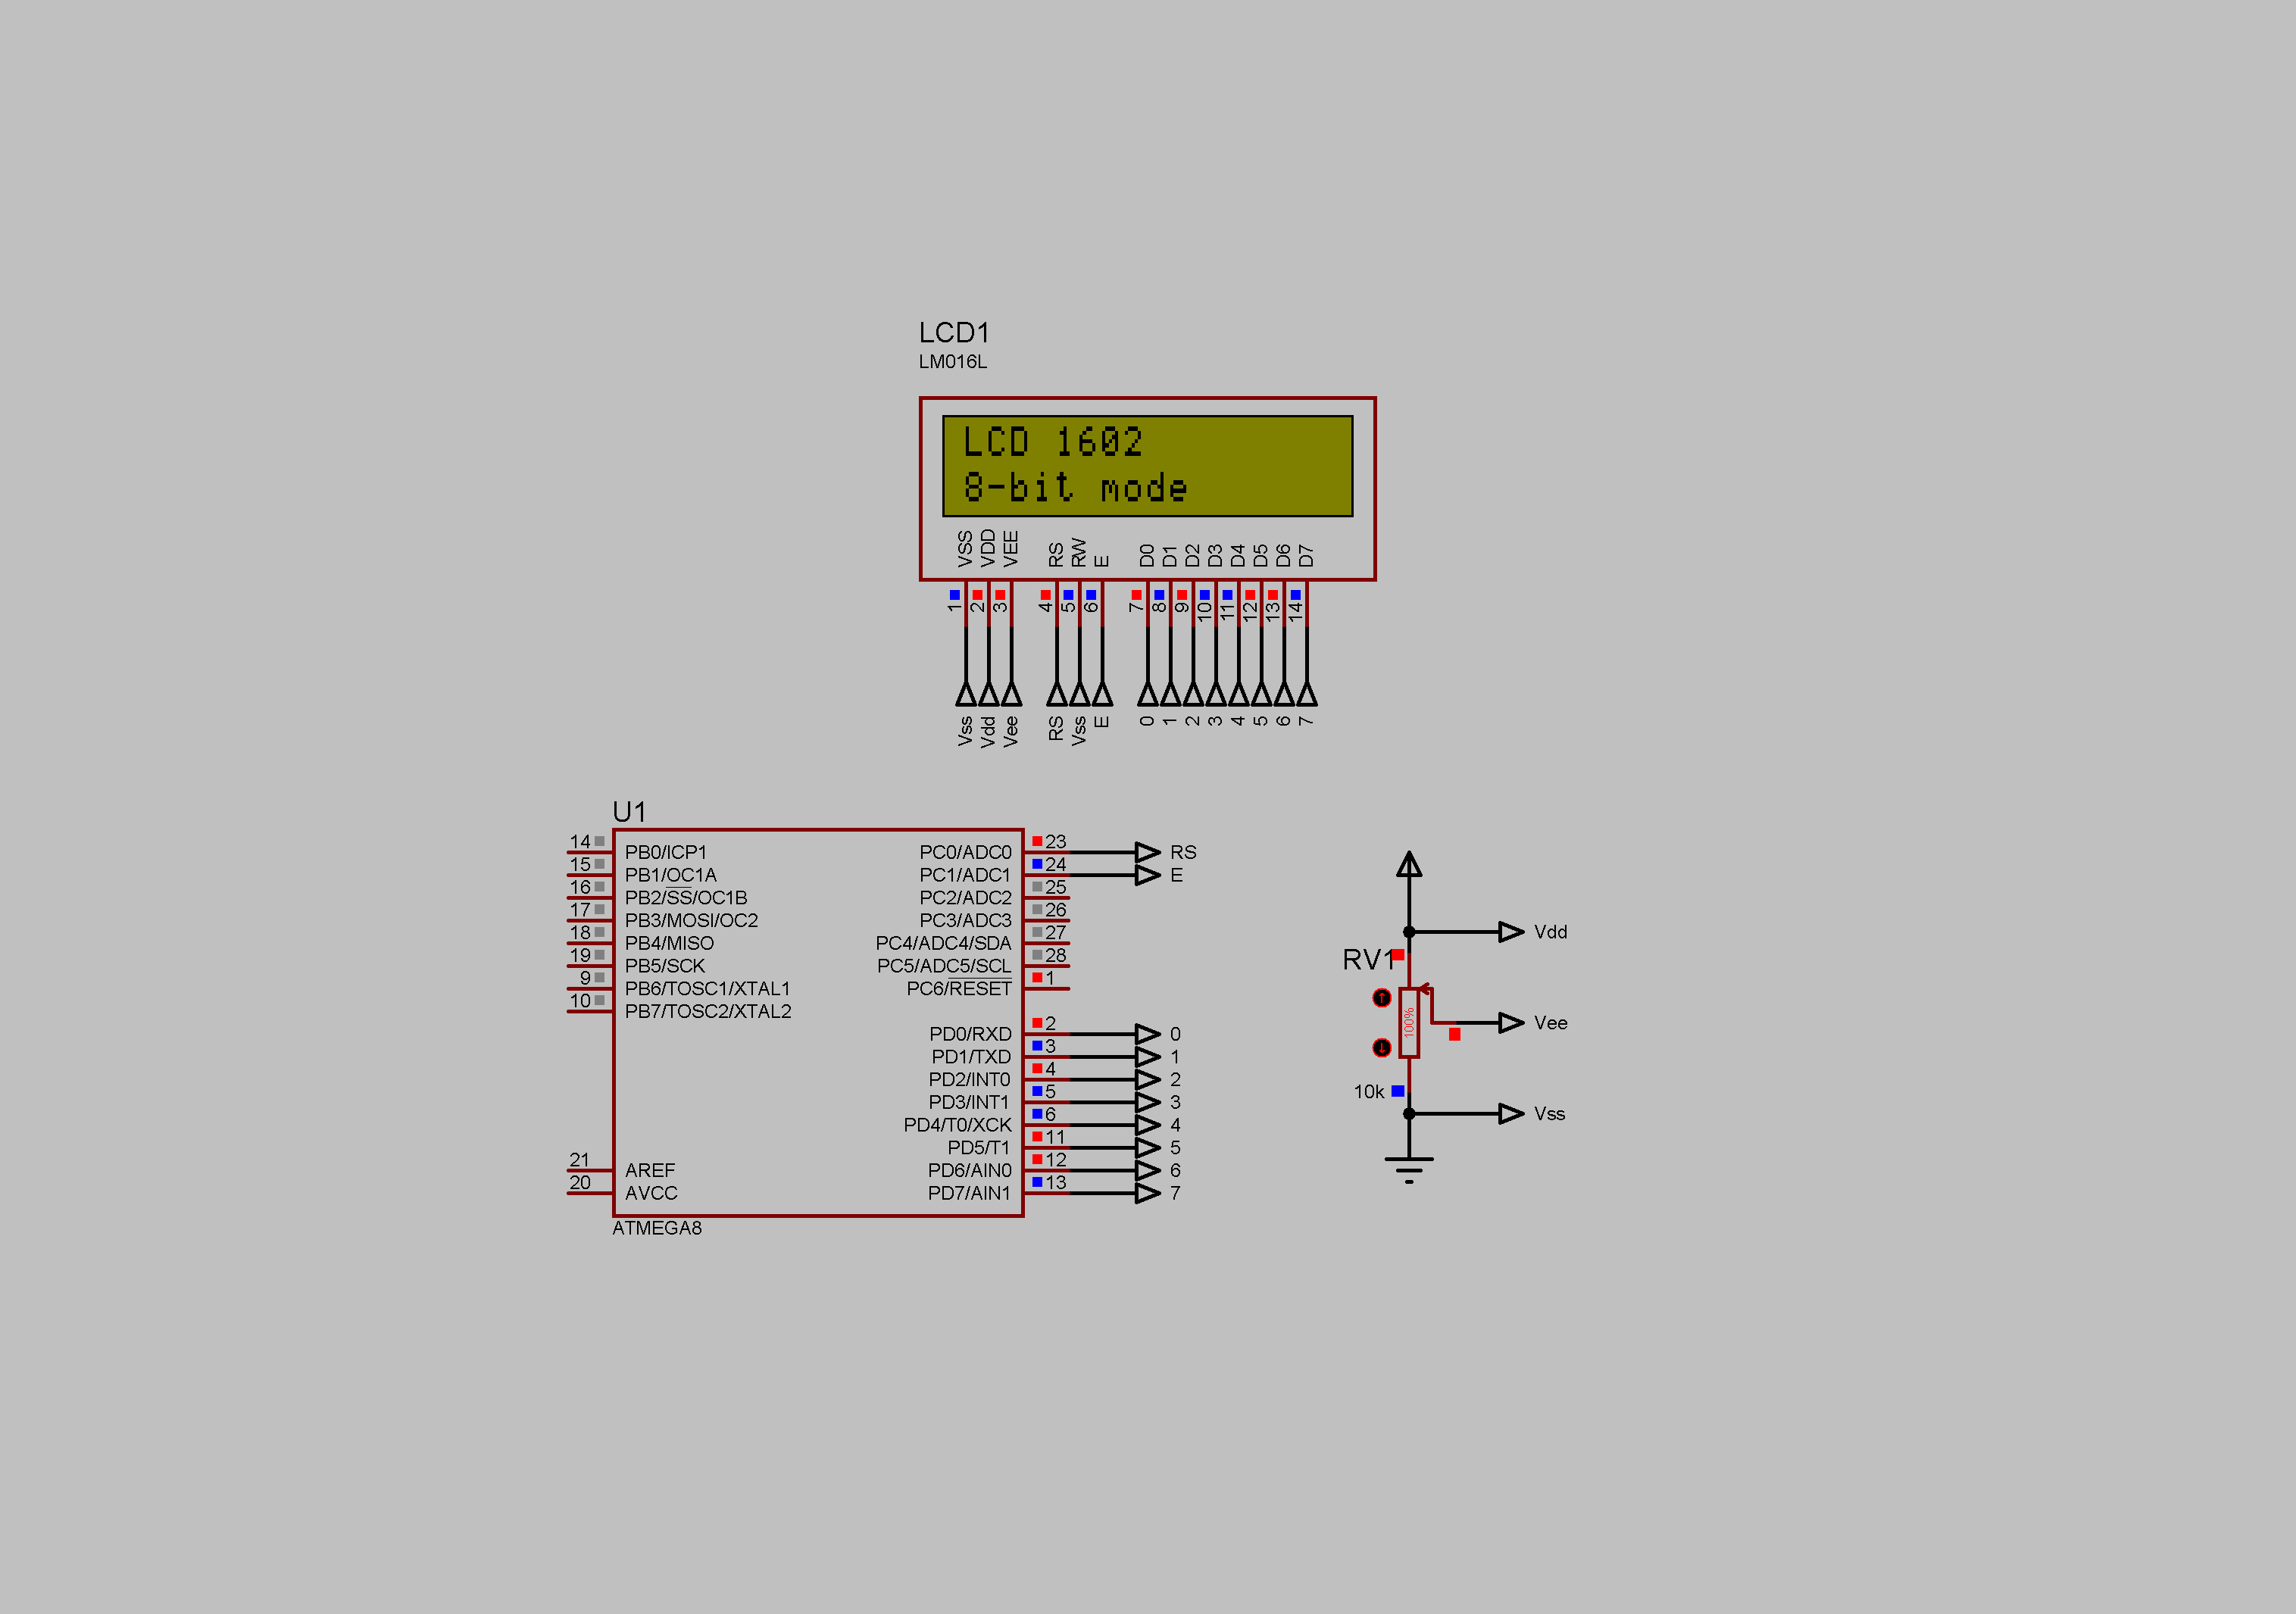 LCD1
LM016L
LCD 1602
8-bit mode
VSS VDD VEE RS RW E D0 D1 D2 D3 D4 D5 D6 D7
1 2 3 4 5 6 7 8 9 10 11 12 13 14
Vss Vdd Vee RS Vss E 0 1 2 3 4 5 6 7
U1
14 PB0/ICP1 PC0/ADC0 23 RS
15 PB1/OC1A PC1/ADC1 24 E
16 PB2/SS/OC1B PC2/ADC2 25
17 PB3/MOSI/OC2 PC3/ADC3 26
18 PB4/MISO PC4/ADC4/SDA 27
19 PB5/SCK PC5/ADC5/SCL 28
9 PB6/TOSC1/XTAL1 PC6/RESET 1
10 PB7/TOSC2/XTAL2
PD0/RXD 2 0
PD1/TXD 3 1
PD2/INT0 4 2
PD3/INT1 5 3
PD4/T0/XCK 6 4
PD5/T1 11 5
21 AREF PD6/AIN0 12 6
20 AVCC PD7/AIN1 13 7
ATMEGA8
Vdd
RV1
100%
Vee
10k
Vss